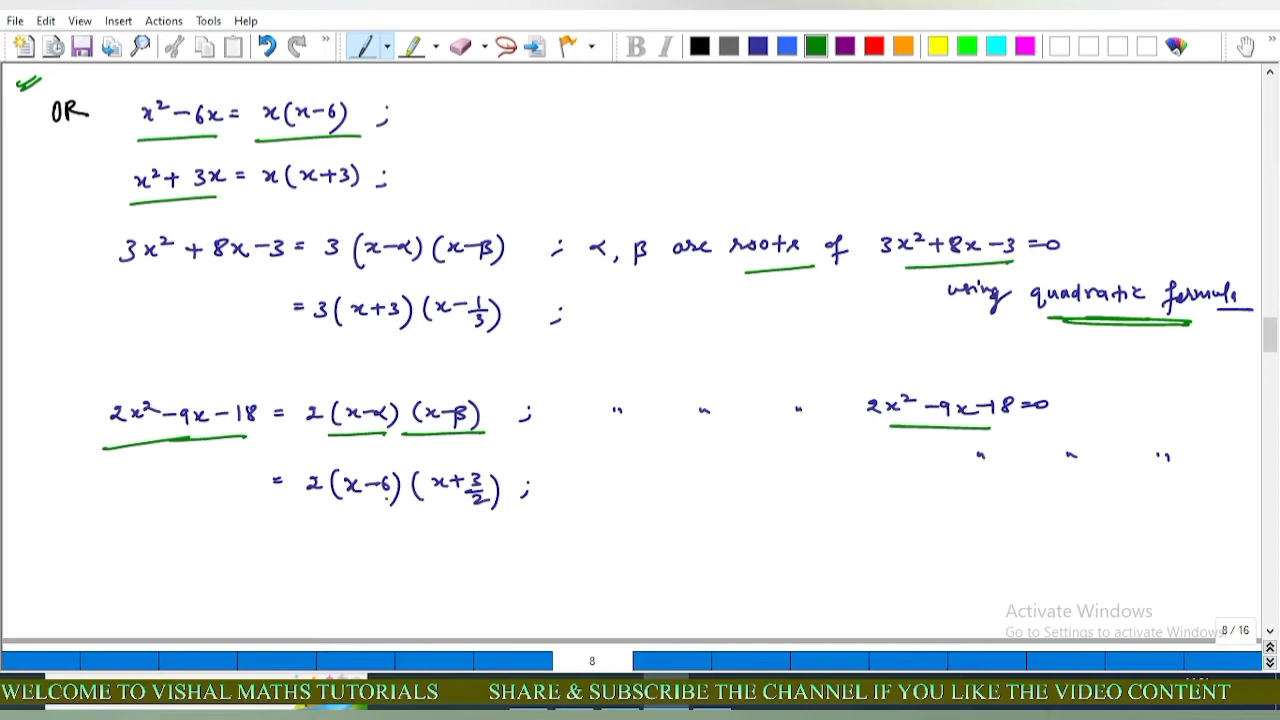 File Edit View Insert Actions Tools Help
B I
OR x² - 6x = x(x-6) ;
x² + 3x = x(x+3) ;
3x² + 8x - 3 = 3 (x-α) (x-β) ; α, β are roots of 3x² + 8x - 3 = 0
using quadratic formula
= 3(x+3)(x - 1/3) ;
2x² - 9x - 18 = 2 (x-α) (x-β) ; " " " 2x² - 9x - 18 = 0
" " "
= 2 (x-6) (x + 3/2) ;
Activate Windows
Go to Settings to activate Windows.
8 / 16
8
WELCOME TO VISHAL MATHS TUTORIALS SHARE & SUBSCRIBE THE CHANNEL IF YOU LIKE THE VIDEO CONTENT